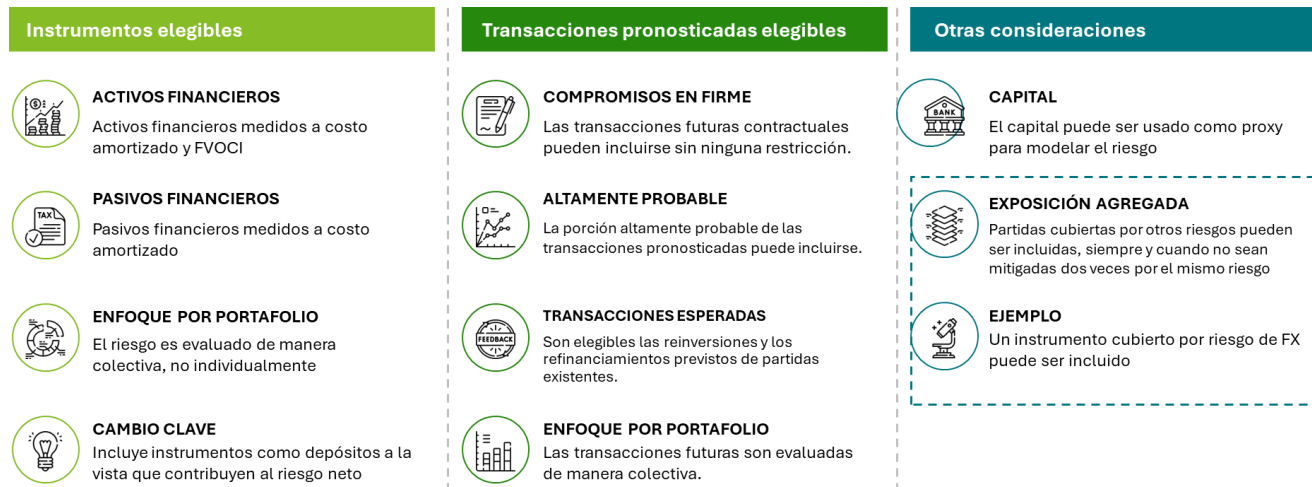 Instrumentos elegibles
ACTIVOS FINANCIEROS
Activos financieros medidos a costo
amortizado y FVOCI
TAX
PASIVOS FINANCIEROS
Pasivos financieros medidos a costo
amortizado
ENFOQUE POR PORTAFOLIO
El riesgo es evaluado de manera
colectiva, no individualmente
CAMBIO CLAVE
Incluye instrumentos como depósitos a la
vista que contribuyen al riesgo neto
Transacciones pronosticadas elegibles
COMPROMISOS EN FIRME
Las transacciones futuras contractuales
pueden incluirse sin ninguna restricción.
ALTAMENTE PROBABLE
La porción altamente probable de las
transacciones pronosticadas puede incluirse.
FEEDBACK
TRANSACCIONES ESPERADAS
Son elegibles las reinversiones y los
refinanciamientos previstos de partidas
existentes.
ENFOQUE POR PORTAFOLIO
Las transacciones futuras son evaluadas
de manera colectiva.
Otras consideraciones
BANK
CAPITAL
El capital puede ser usado como proxy
para modelar el riesgo
EXPOSICIÓN AGREGADA
Partidas cubiertas por otros riesgos pueden
ser incluidas, siempre y cuando no sean
mitigadas dos veces por el mismo riesgo
EJEMPLO
Un instrumento cubierto por riesgo de FX
puede ser incluido